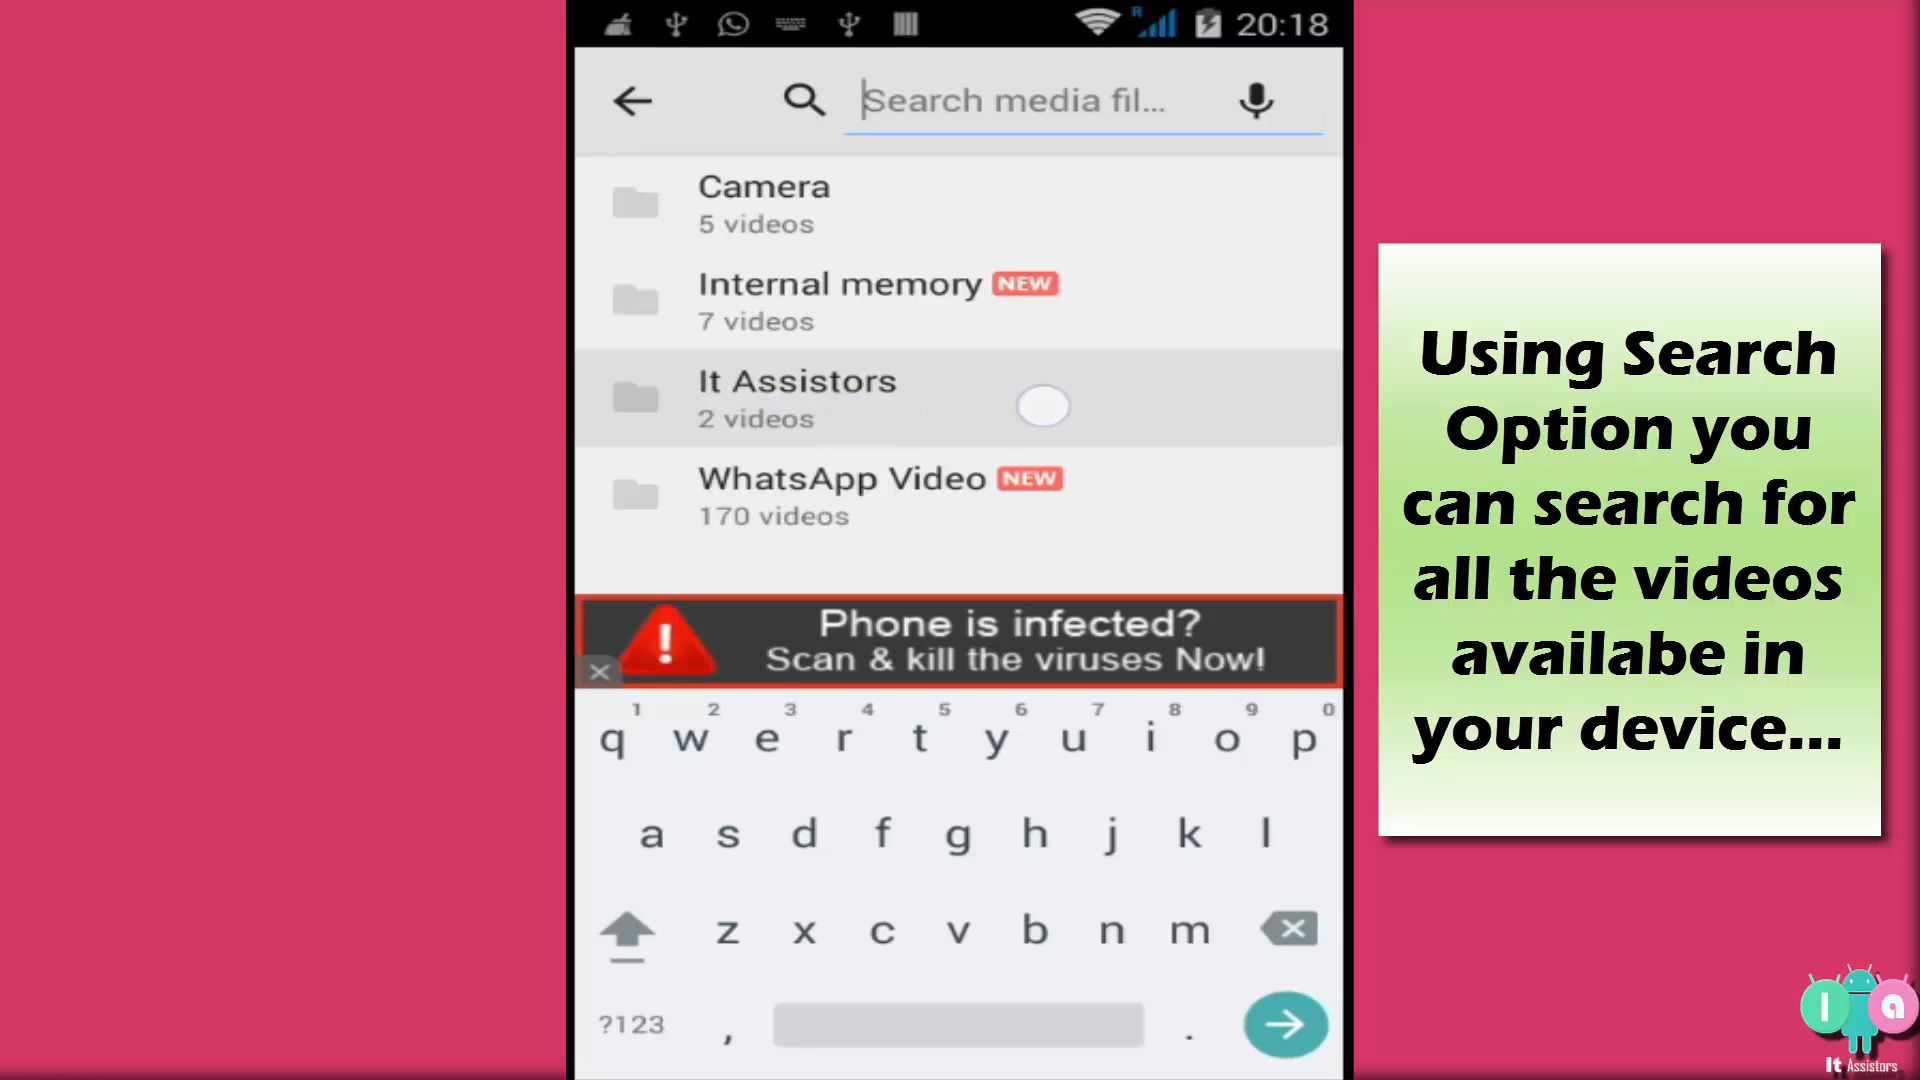 R
20:18
Search media fil...
Camera
5 videos
Internal memory NEW
7 videos
It Assistors
2 videos
WhatsApp Video NEW
170 videos
Phone is infected?
Scan & kill the viruses Now!
1 2 3 4 5 6 7 8 9 0
q w e r t y u i o p
a s d f g h j k l
z x c v b n m
?123 , .
Using Search
Option you
can search for
all the videos
availabe in
your device...
I a
It Assistors